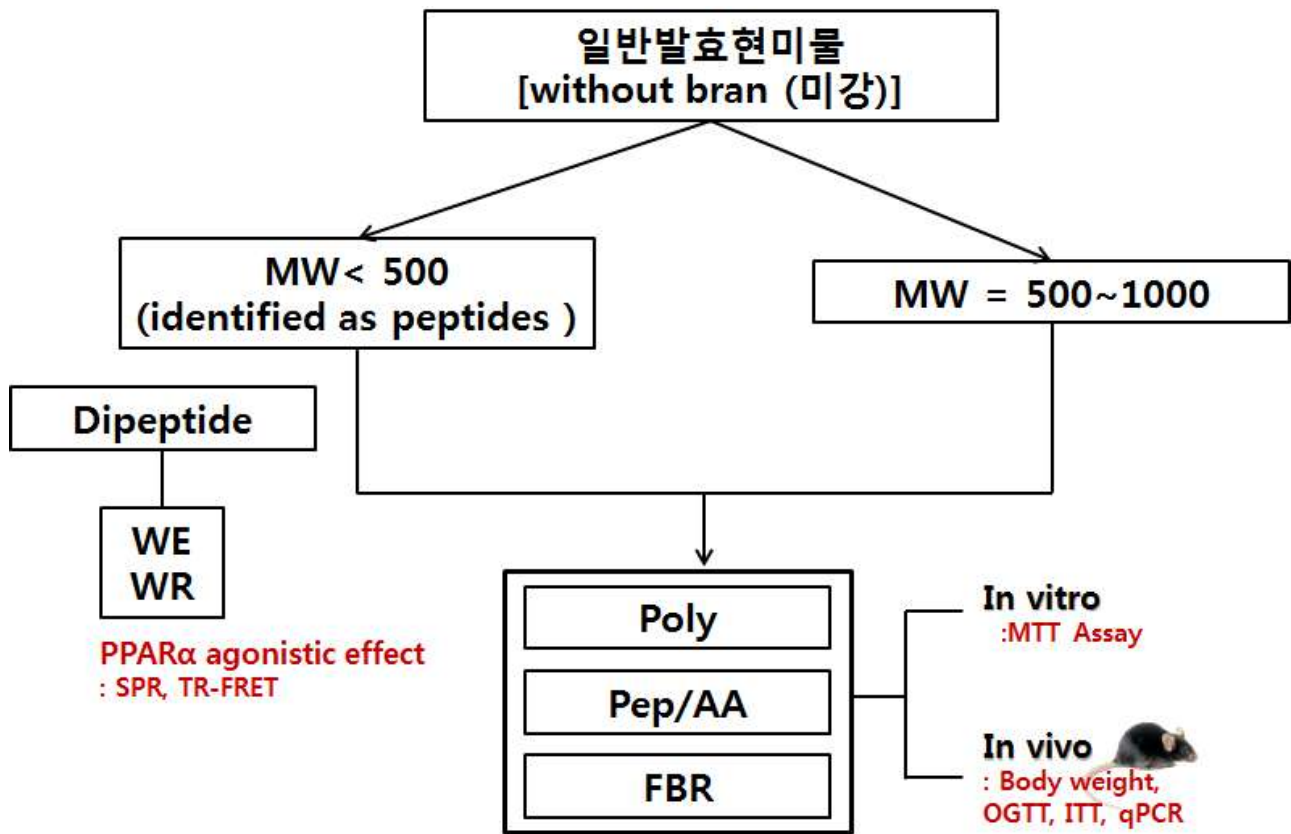 일반발효현미물
[without bran (미강)]
MW< 500
(identified as peptides )
MW = 500~1000
Dipeptide
WE
WR
PPARα agonistic effect
: SPR, TR-FRET
Poly
Pep/AA
FBR
In vitro
:MTT Assay
In vivo
: Body weight,
OGTT, ITT, qPCR